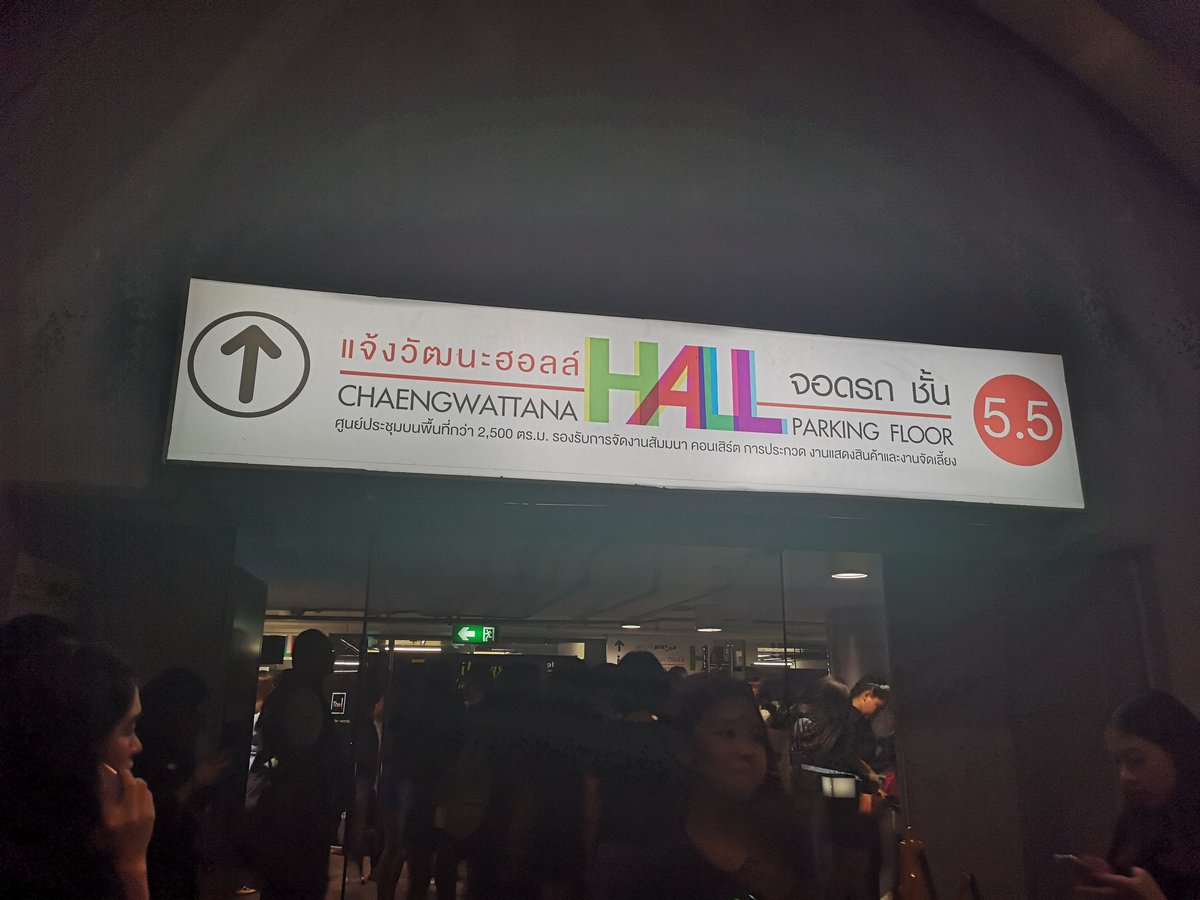 แจ้งวัฒนะฮอลล์ HALL จอดรถ ชั้น 5.5
CHAENGWATTANA PARKING FLOOR
ศูนย์ประชุมบนพื้นที่กว่า 2,500 ตร.ม. รองรับการจัดงานสัมมนา คอนเสิร์ต การประกวด งานแสดงสินค้าและงานจัดเลี้ยง